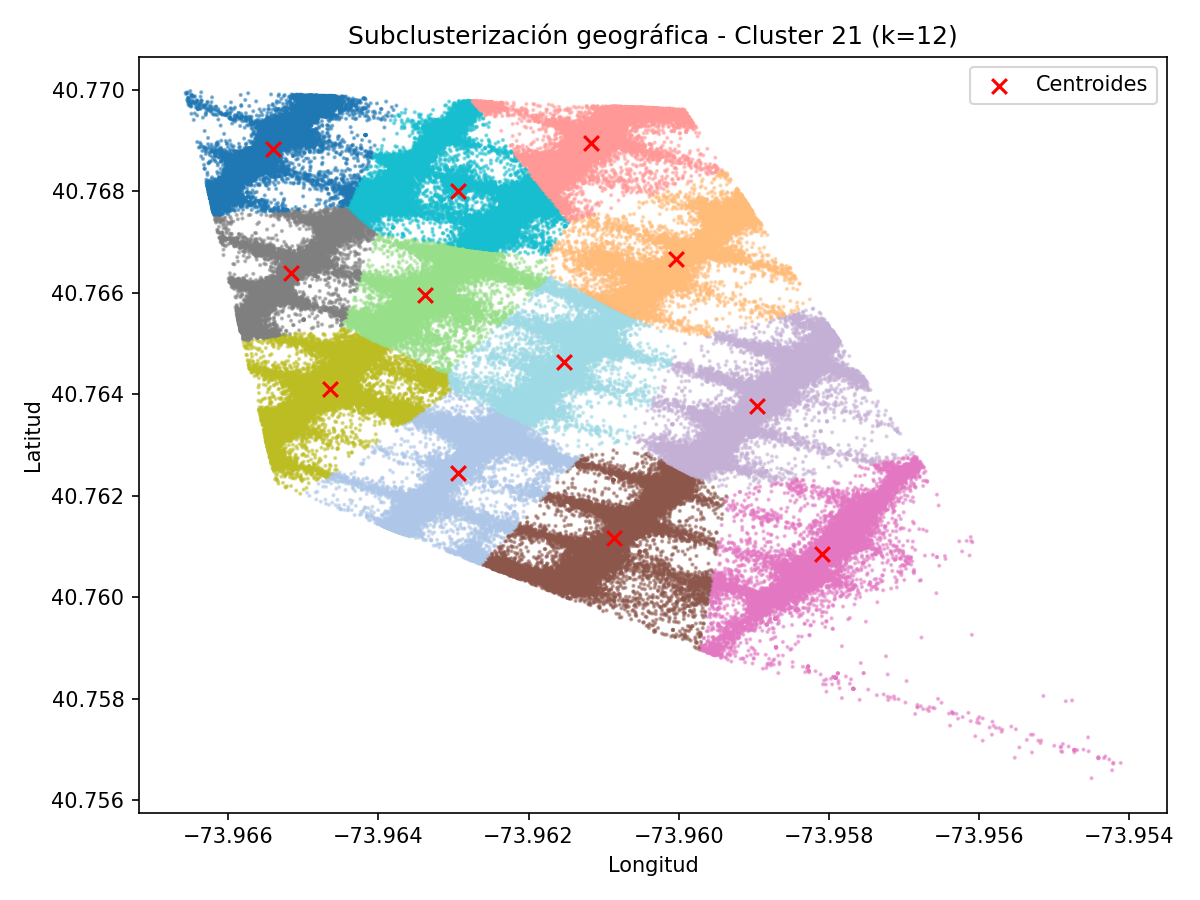 Subclusterización geográfica - Cluster 21 (k=12)
Centroides
Latitud
40.770
40.768
40.766
40.764
40.762
40.760
40.758
40.756
−73.966 −73.964 −73.962 −73.960 −73.958 −73.956 −73.954
Longitud